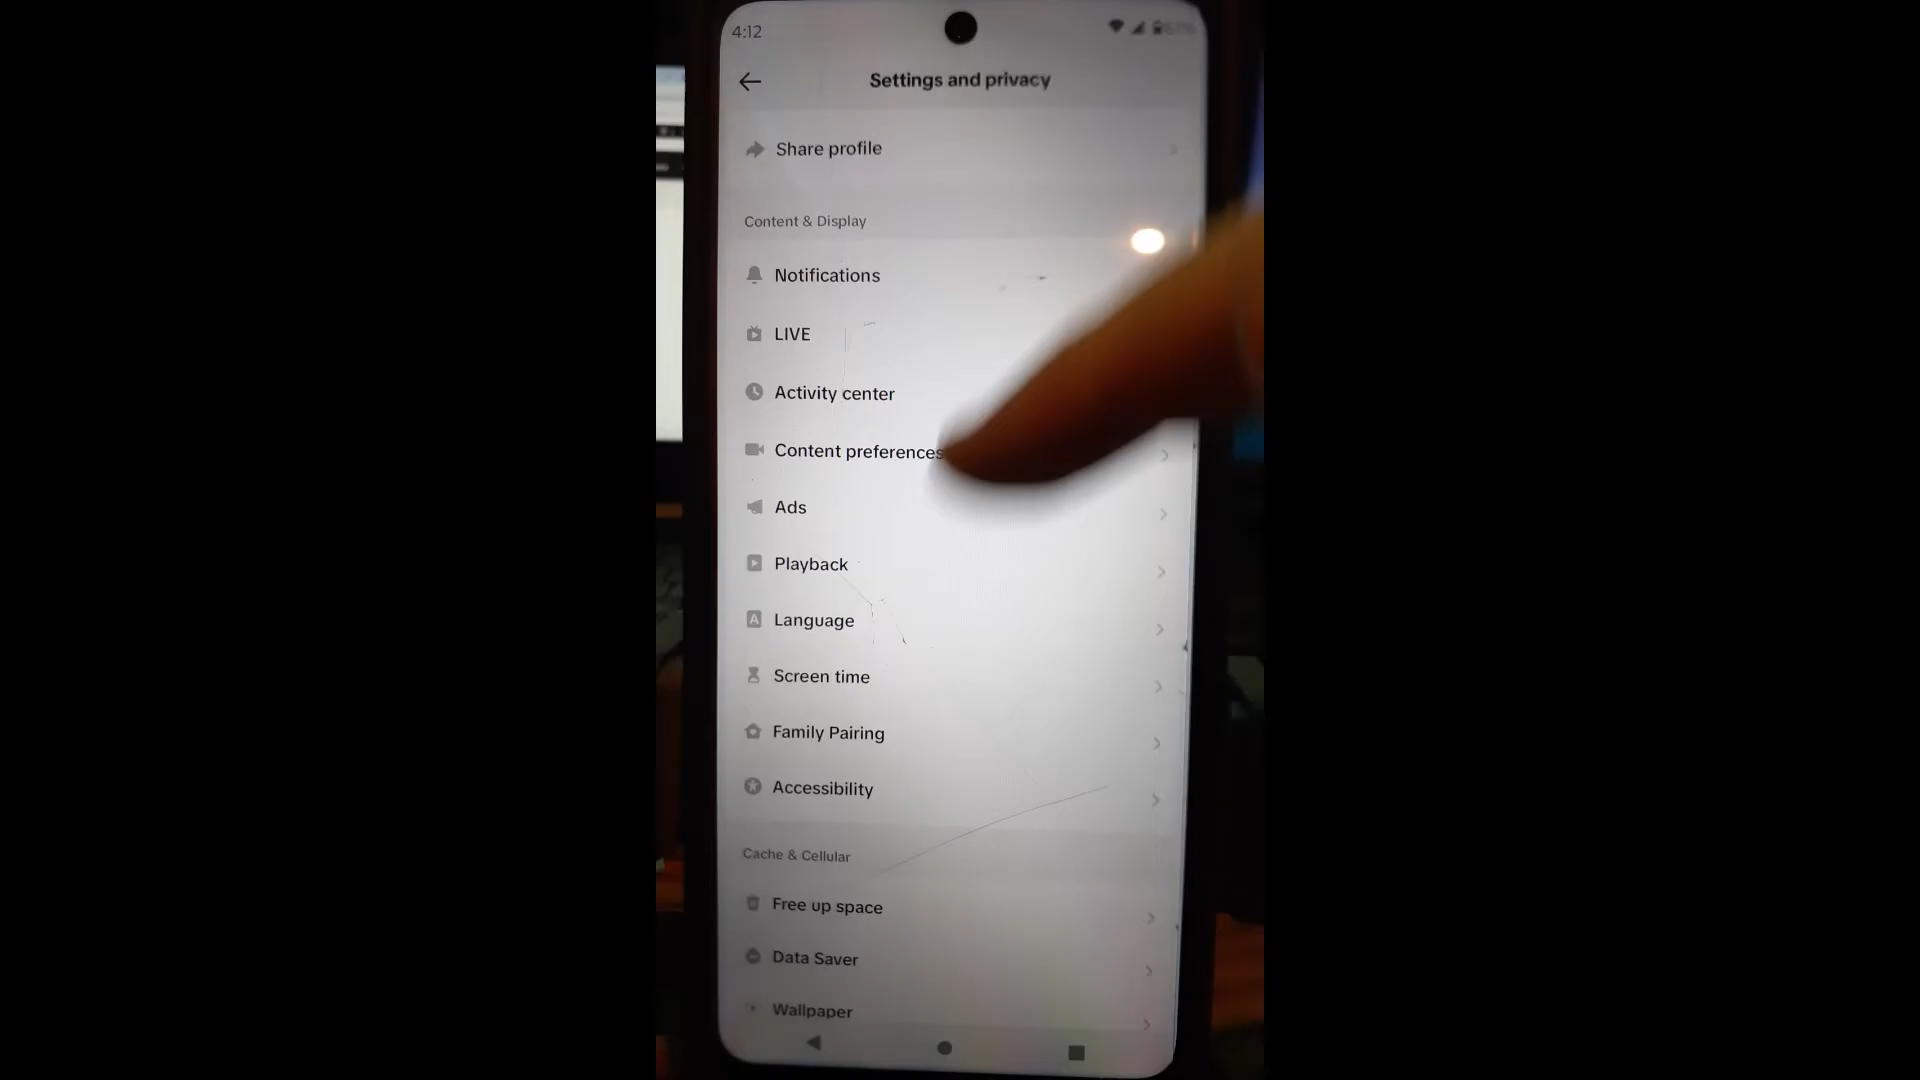 4:12
Settings and privacy
Share profile
Content & Display
Notifications
LIVE
Activity center
Content preferences
Ads
Playback
Language
Screen time
Family Pairing
Accessibility
Cache & Cellular
Free up space
Data Saver
Wallpaper